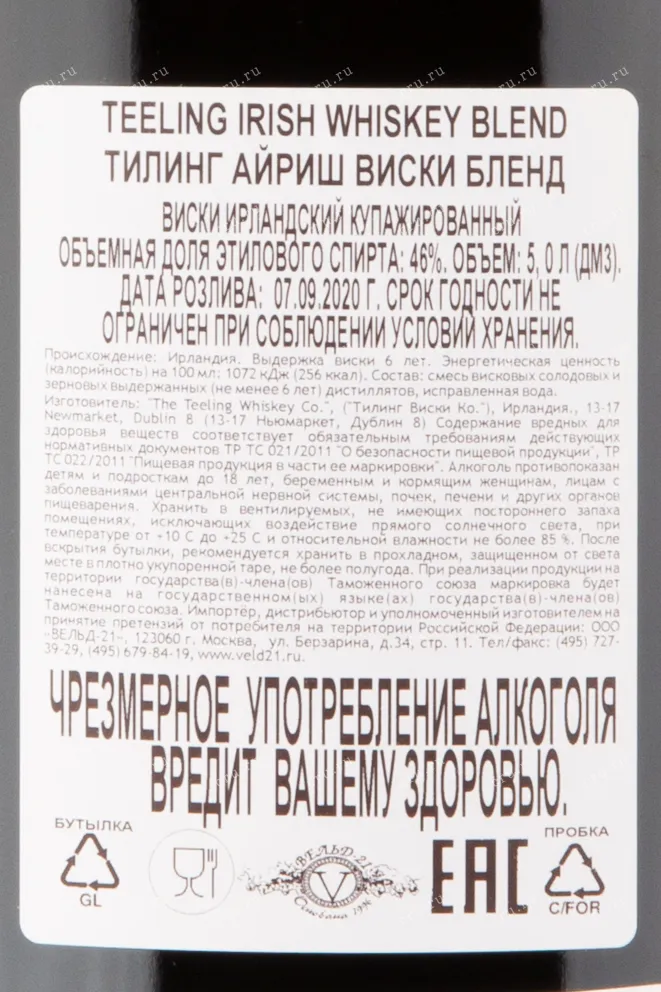 TEELING IRISH WHISKEY BLEND
ТИЛИНГ АЙРИШ ВИСКИ БЛЕНД
ВИСКИ ИРЛАНДСКИЙ КУПАЖИРОВАННЫЙ
ОБЪЕМНАЯ ДОЛЯ ЭТИЛОВОГО СПИРТА: 46%. ОБЪЕМ: 5, 0 Л (ДМ3).
ДАТА РОЗЛИВА: 07.09.2020 Г. СРОК ГОДНОСТИ НЕ
ОГРАНИЧЕН ПРИ СОБЛЮДЕНИИ УСЛОВИЙ ХРАНЕНИЯ.
Происхождение: Ирландия. Выдержка виски 6 лет. Энергетическая ценность
(калорийность) на 100 мл: 1072 кДж (256 ккал). Состав: смесь висковых солодовых и
зерновых выдержанных (не менее 6 лет) дистиллятов, исправленная вода.
Изготовитель: "The Teeling Whiskey Co.", ("Тилинг Виски Ко."), Ирландия., 13-17
Newmarket, Dublin 8 (13-17 Ньюмаркет, Дублин 8) Содержание вредных для
здоровья веществ соответствует обязательным требованиям действующих
нормативных документов ТР ТС 021/2011 "О безопасности пищевой продукции", ТР
ТС 022/2011 "Пищевая продукция в части ее маркировки". Алкоголь противопоказан
детям и подросткам до 18 лет, беременным и кормящим женщинам, лицам с
заболеваниями центральной нервной системы, почек, печени и других органов
пищеварения. Хранить в вентилируемых, не имеющих постороннего запаха
помещениях, исключающих воздействие прямого солнечного света, при
температуре от +10 С до +25 С и относительной влажности не более 85 %. После
вскрытия бутылки, рекомендуется хранить в прохладном, защищенном от света
месте в плотно укупоренной таре, не более полугода. При реализации продукции на
территории государства(в)-члена(ов) Таможенного союза маркировка будет
нанесена на государственном(ых) языке(ах) государства(в)-члена(ов)
Таможенного союза. Импортёр, дистрибьютор и уполномоченный изготовителем на
принятие претензий от потребителя на территории Российской Федерации: ООО
«ВЕЛЬД-21», 123060 г. Москва, ул. Берзарина, д.34, стр. 11. Тел/факс: (495) 727-
39-29, (495) 679-84-19, www.veld21.ru.
ЧРЕЗМЕРНОЕ УПОТРЕБЛЕНИЕ АЛКОГОЛЯ
ВРЕДИТ ВАШЕМУ ЗДОРОВЬЮ.
БУТЫЛКА
GL
ВЕЛЬД-21
V
Основана 1996
EAC
ПРОБКА
C/FOR